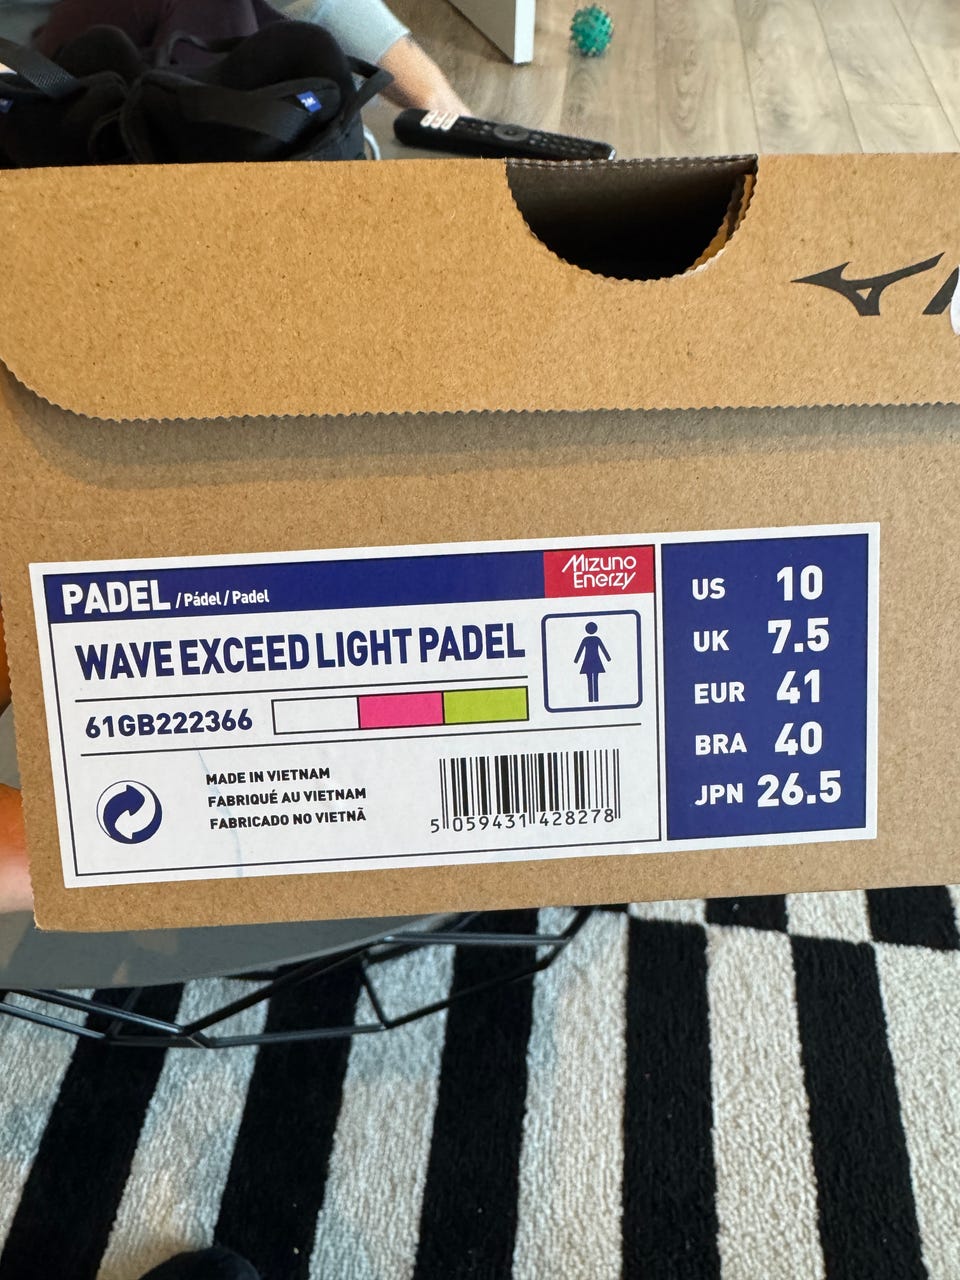 PADEL / Pádel / Padel
Mizuno
Enerzy
WAVE EXCEED LIGHT PADEL
61GB222366
MADE IN VIETNAM
FABRIQUÉ AU VIETNAM
FABRICADO NO VIETNÃ
5 059431 428278
US 10
UK 7.5
EUR 41
BRA 40
JPN 26.5